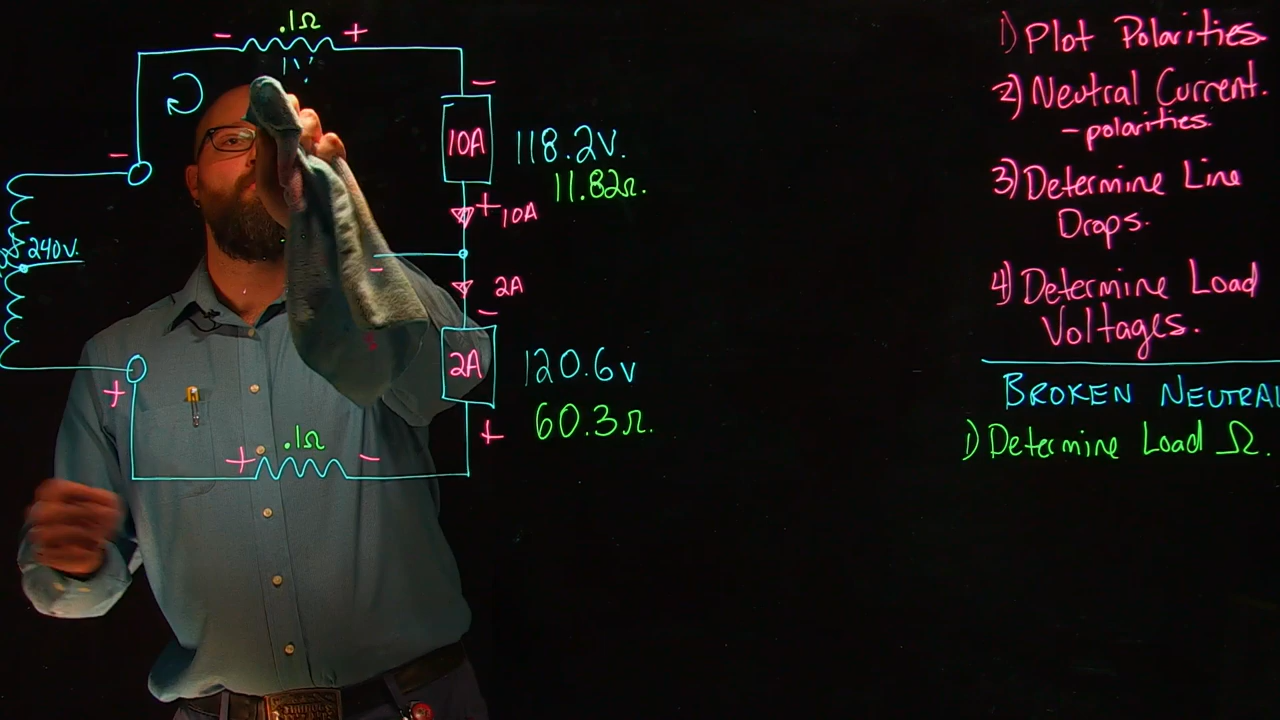 .1Ω
- +
1V
-
10A
118.2V.
11.82Ω.
+ 10A
-
240V.
-
2A
-
2A
120.6V
60.3Ω.
+
+
.1Ω
+ -
1) Plot Polarities
2) Neutral Current.
- polarities.
3) Determine Line
Drops.
4) Determine Load
Voltages.
BROKEN NEUTRAL
1) Determine Load Ω.